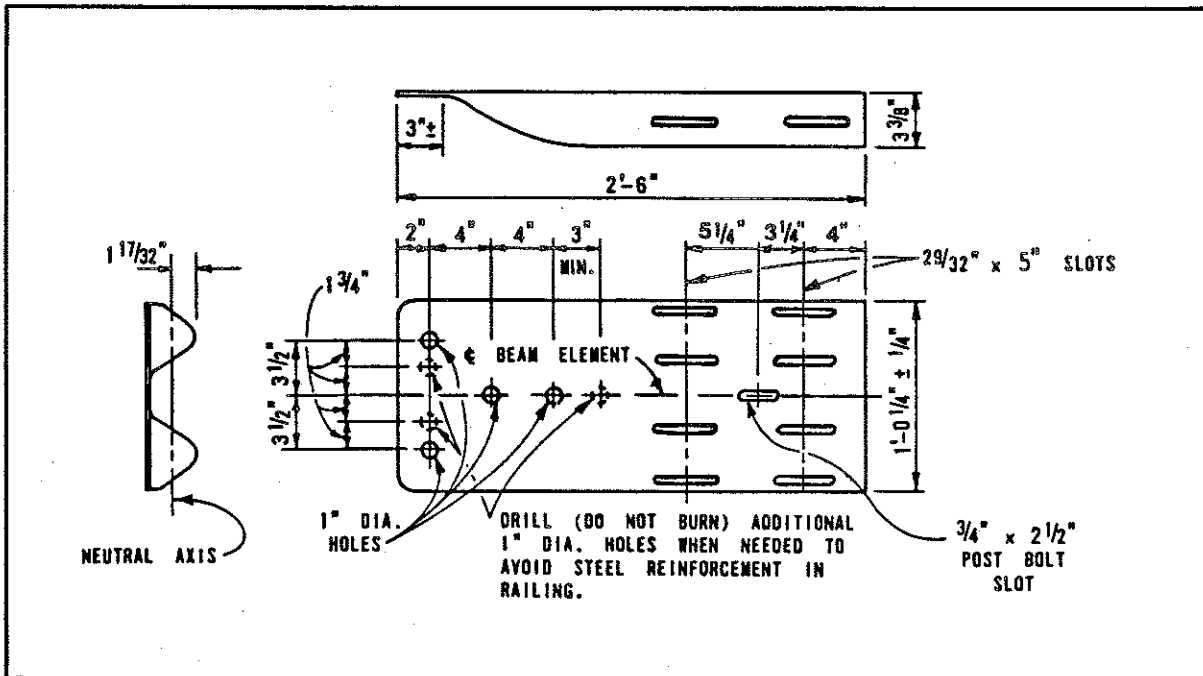 3"±
3 3/8"
2'-6"
2" 4" 4" 3" 5 1/4" 3 1/4" 4"
MIN.
1 17/32"
29/32" x 5" SLOTS
1 3/4"
℄ BEAM ELEMENT
3 1/2"
3 1/2"
1'-0 1/4" ± 1/4"
1" DIA.
HOLES
DRILL (DO NOT BURN) ADDITIONAL
1" DIA. HOLES WHEN NEEDED TO
AVOID STEEL REINFORCEMENT IN
RAILING.
3/4" x 2 1/2"
POST BOLT
SLOT
NEUTRAL AXIS